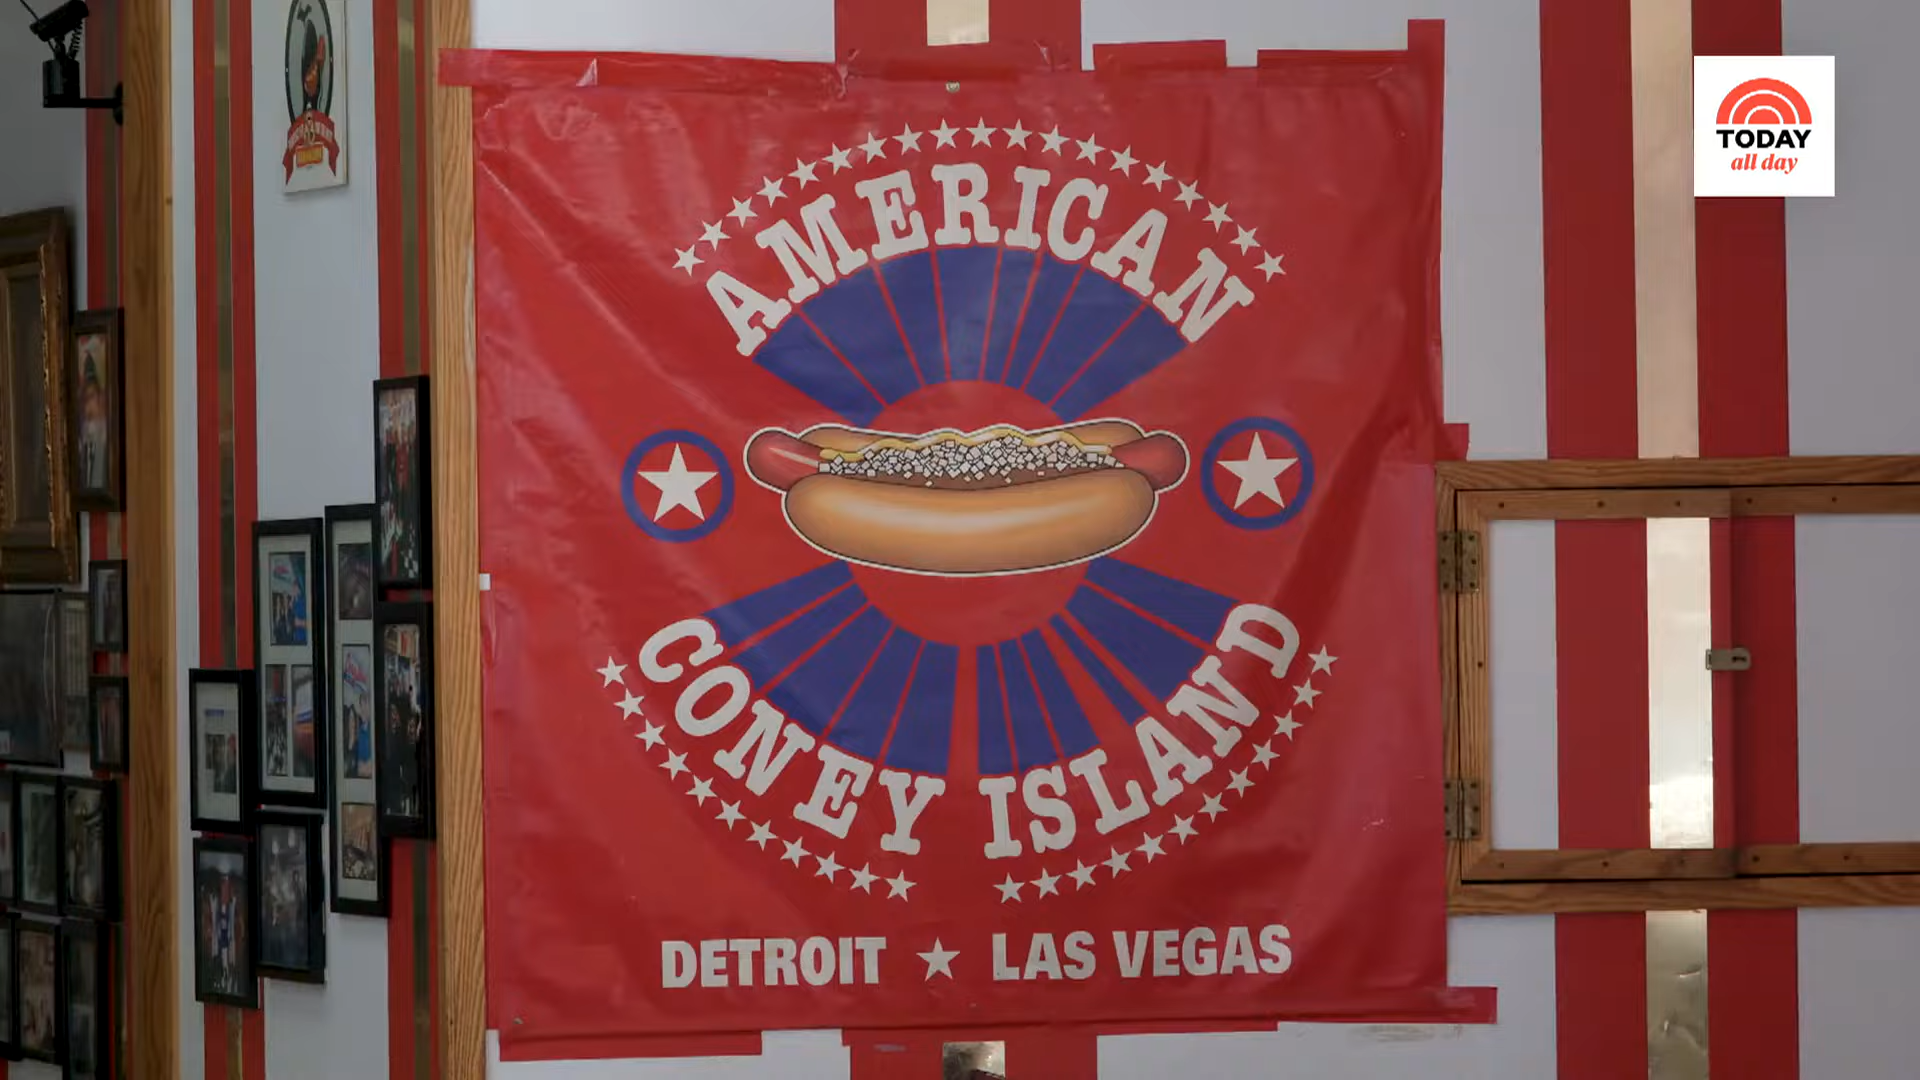 AMERICAN
CONEY ISLAND
DETROIT ★ LAS VEGAS
TODAY
all day